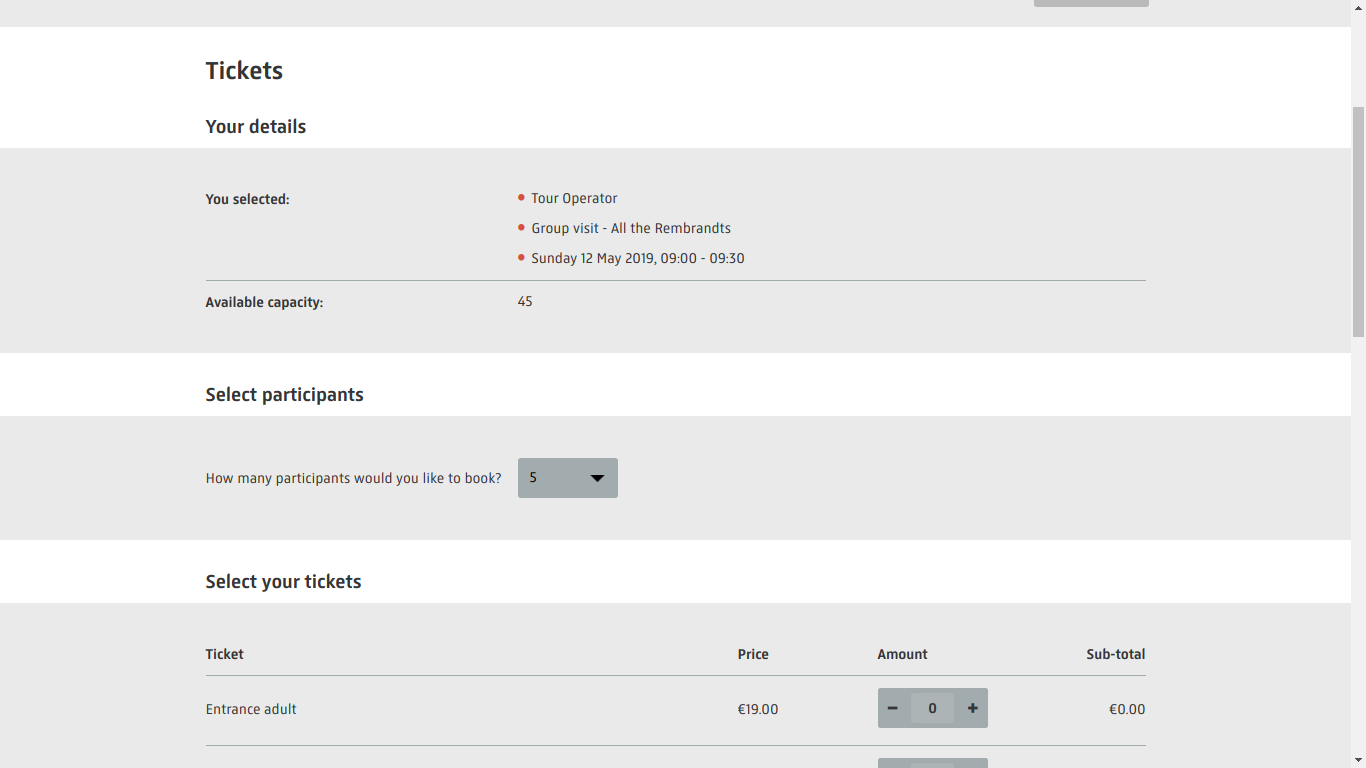 Tickets
Your details
You selected:
Tour Operator
Group visit - All the Rembrandts
Sunday 12 May 2019, 09:00 - 09:30
Available capacity: 45
Select participants
How many participants would you like to book? 5
Select your tickets
Ticket Price Amount Sub-total
Entrance adult €19.00 0 €0.00